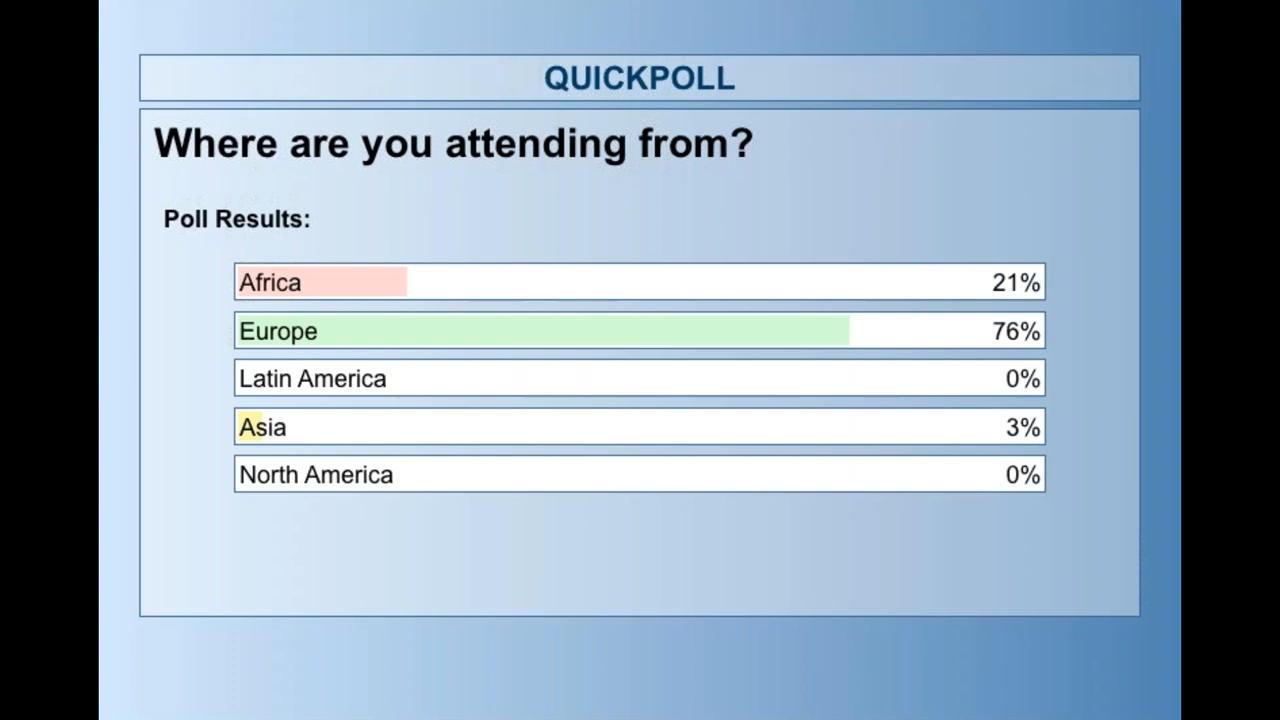 QUICKPOLL
Where are you attending from?
Poll Results:
Africa 21%
Europe 76%
Latin America 0%
Asia 3%
North America 0%